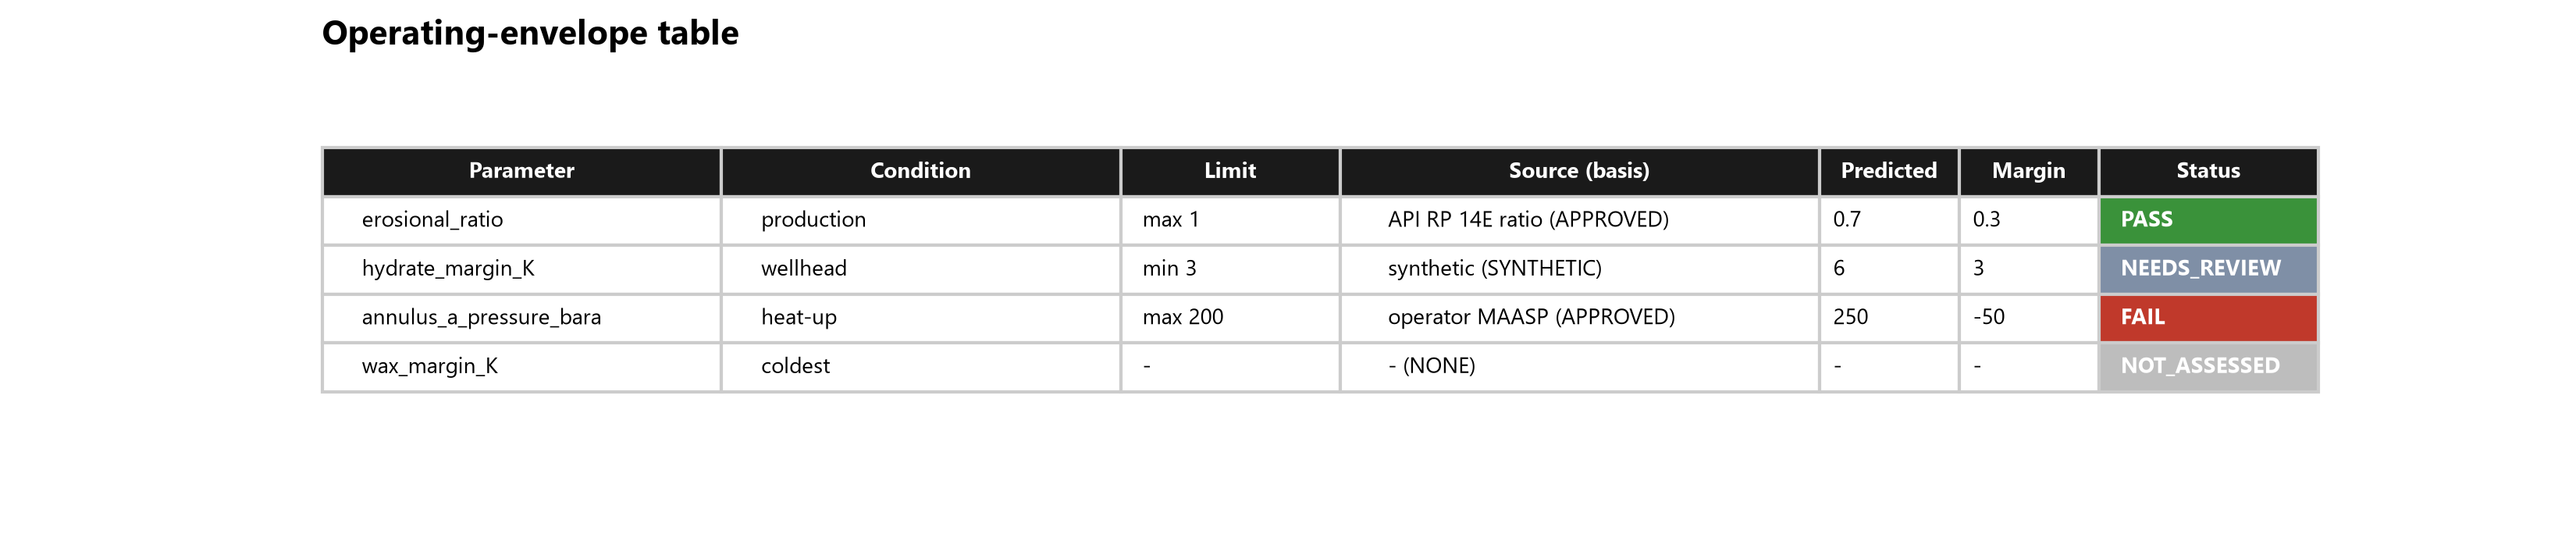 Operating-envelope table
Parameter Condition Limit Source (basis) Predicted Margin Status
erosional_ratio production max 1 API RP 14E ratio (APPROVED) 0.7 0.3 PASS
hydrate_margin_K wellhead min 3 synthetic (SYNTHETIC) 6 3 NEEDS_REVIEW
annulus_a_pressure_bara heat-up max 200 operator MAASP (APPROVED) 250 -50 FAIL
wax_margin_K coldest - - (NONE) - - NOT_ASSESSED